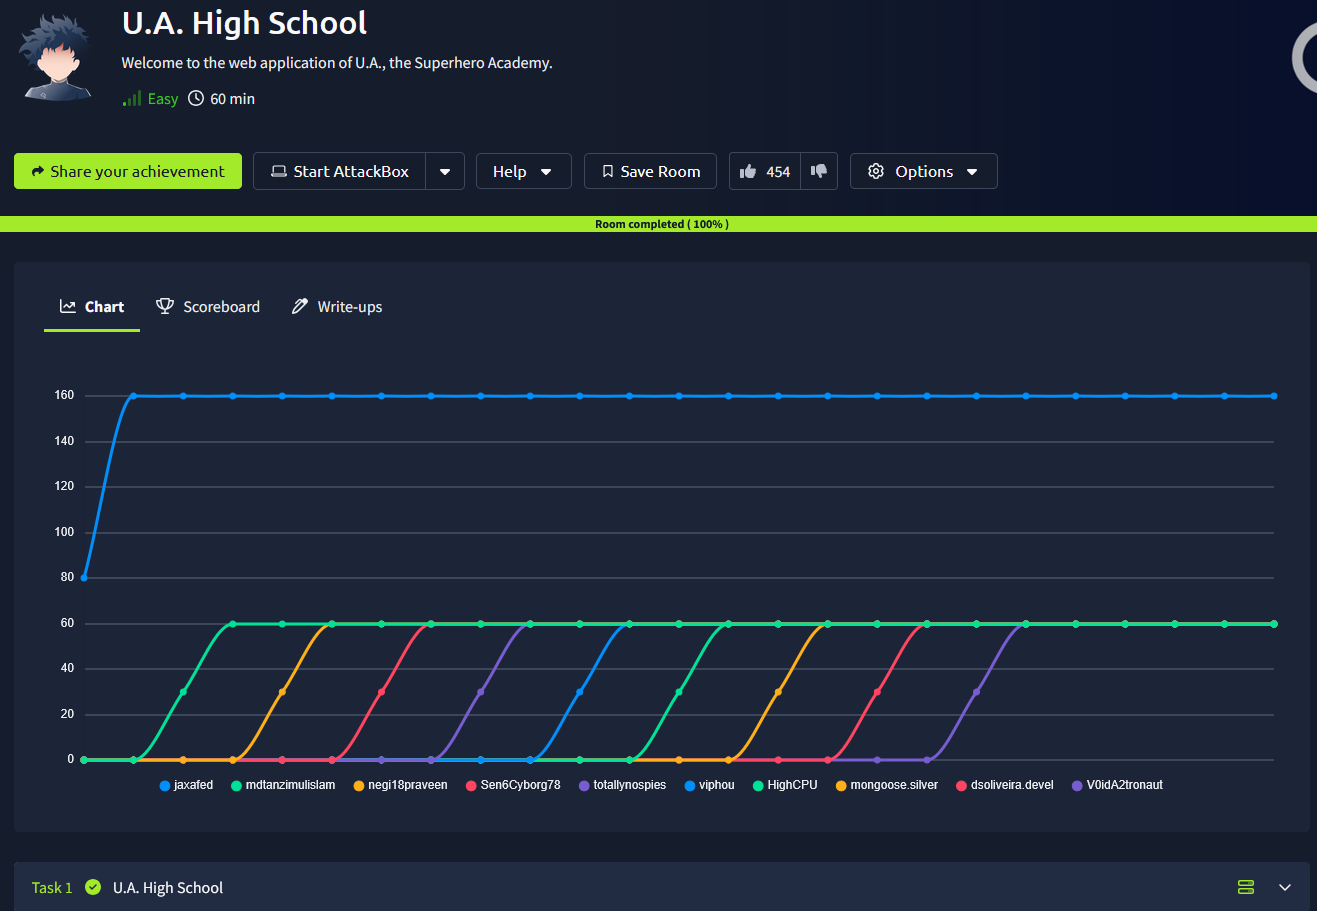 U.A. High School
Welcome to the web application of U.A., the Superhero Academy.
Easy 60 min
Share your achievement Start AttackBox Help Save Room 454 Options
Room completed ( 100% )
Chart Scoreboard Write-ups
160
140
120
100
80
60
40
20
0
jaxafed mdtanzimulislam negi18praveen Sen6Cyborg78 totallynospies viphou HighCPU mongoose.silver dsoliveira.devel V0idA2tronaut
Task 1 U.A. High School